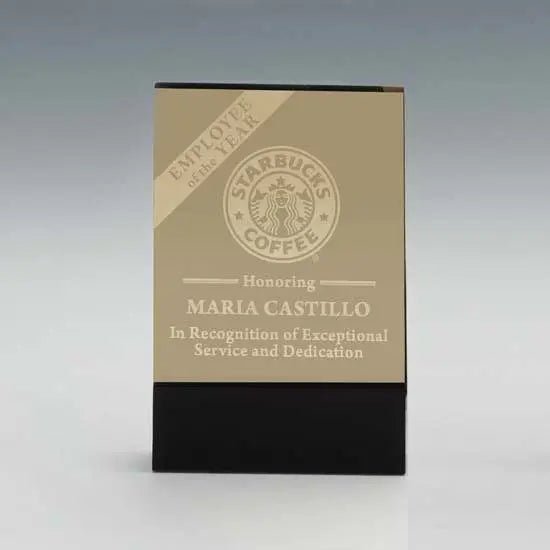 EMPLOYEE
of the YEAR
STARBUCKS
COFFEE
®
Honoring
MARIA CASTILLO
In Recognition of Exceptional
Service and Dedication